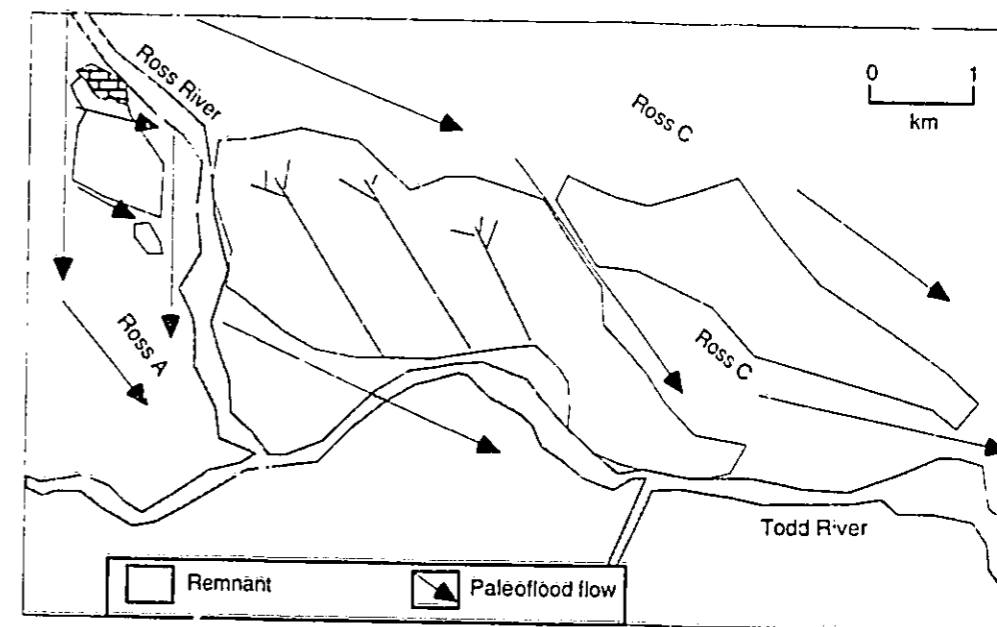 Ross River
0 1
km
Ross C
Ross A
Ross C
Todd River
Remnant
Paleoflood flow